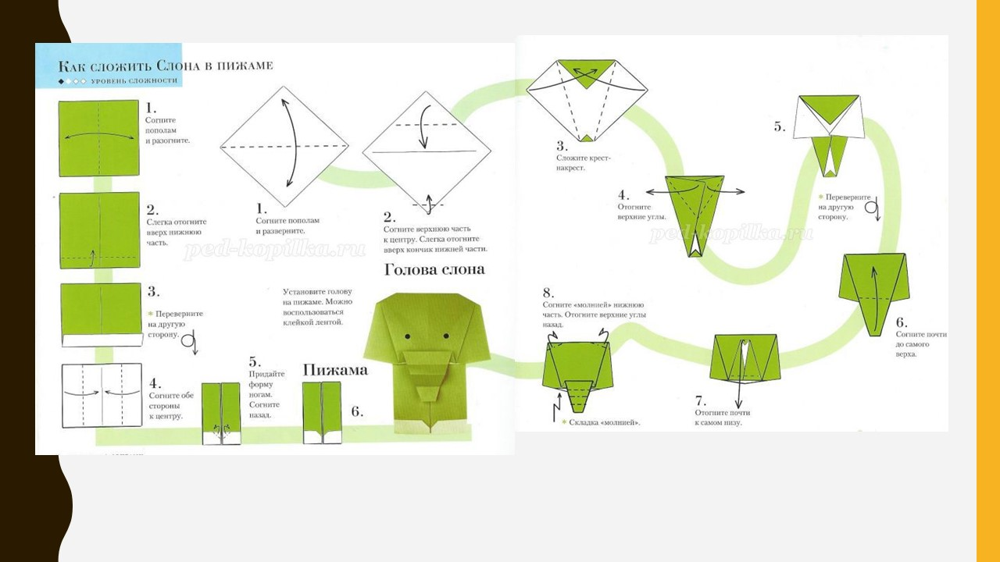 Как сложить Слона в пижаме
уровень сложности
1.
Согните
пополам
и разогните.
2.
Слегка отогните
вверх нижнюю
часть.
3.
* Переверните
на другую
сторону.
4.
Согните обе
стороны
к центру.
5.
Придайте
форму
ногам.
Согните
назад.
Пижама
6.
1.
Согните пополам
и разверните.
2.
Согните верхнюю часть
к центру. Слегка отогните
вверх кончик нижней части.
ped-kopilka.ru
Голова слона
Установите голову
на пижаме. Можно
воспользоваться
клейкой лентой.
3.
Сложите крест-
накрест.
4.
Отогните
верхние углы.
5.
* Переверните
на другую
сторону.
ped-kopilka.ru
6.
Согните почти
до самого
верха.
7.
Отогните почти
к самом низу.
8.
Согните «молнией» нижнюю
часть. Отогните верхние углы
назад.
* Складка «молнией».